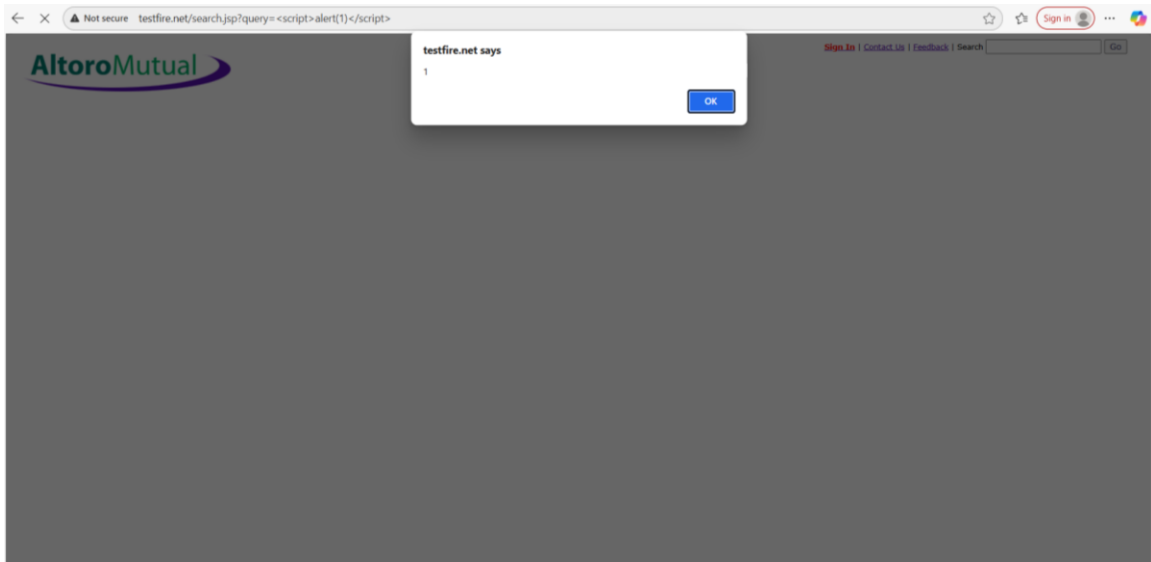 Not secure testfire.net/search.jsp?query=<script>alert(1)</script> Sign in
testfire.net says
1
OK
AltoroMutual
Sign In | Contact Us | Feedback | Search Go